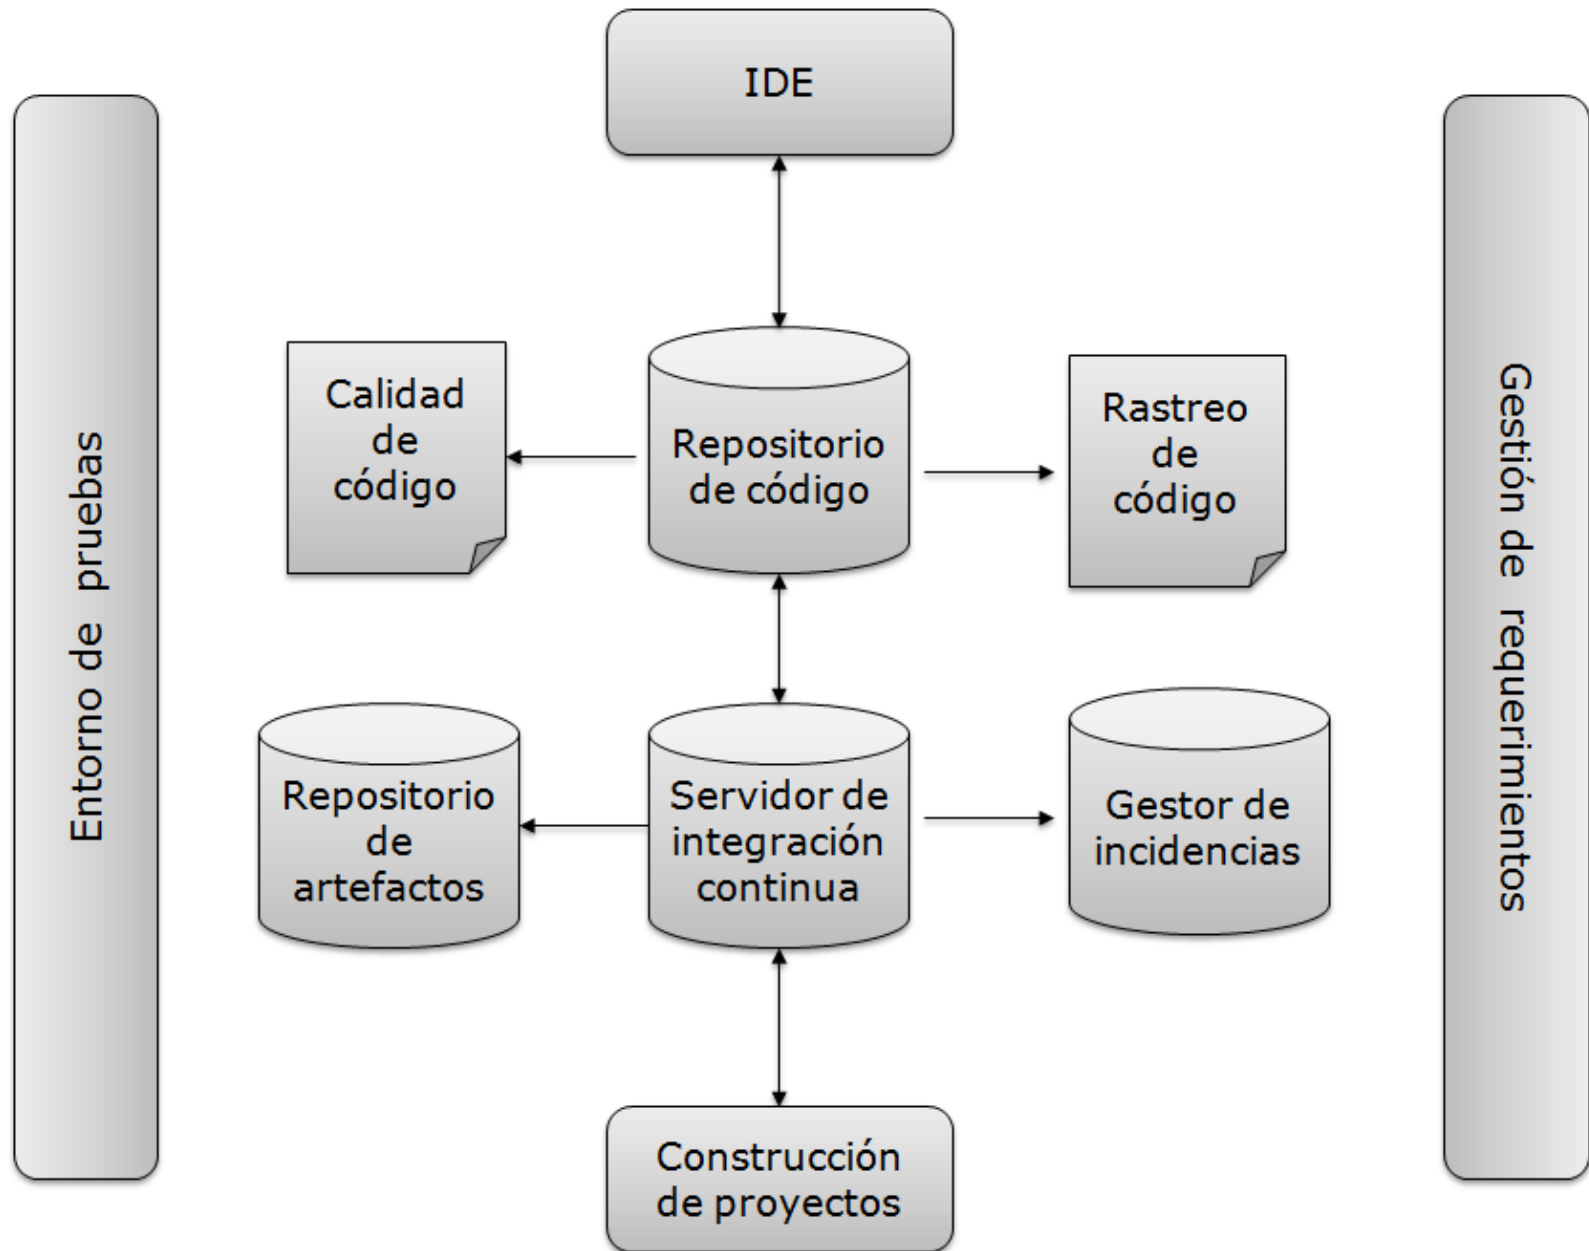 IDE
Entorno de pruebas
Calidad
de
código
Repositorio
de código
Rastreo
de
código
Gestión de requerimientos
Repositorio
de
artefactos
Servidor de
integración
continua
Gestor de
incidencias
Construcción
de proyectos